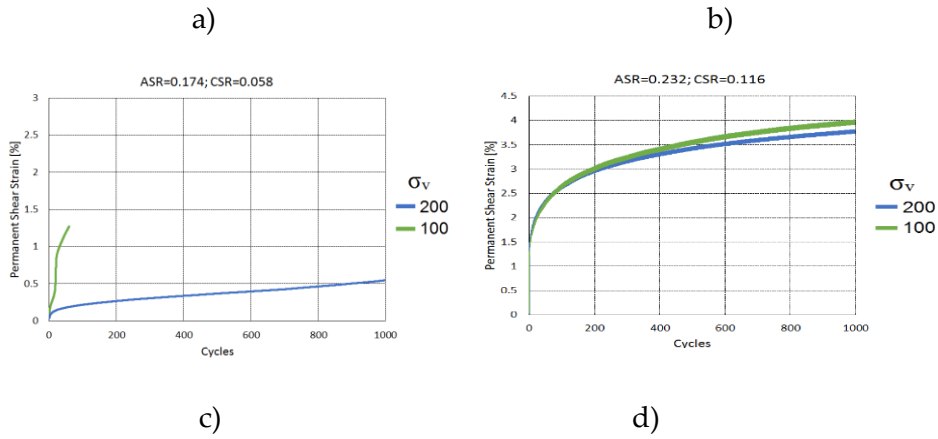 a)
b)
ASR=0.174; CSR=0.058
3
2.5
2
1.5
1
0.5
0
Permanent Shear Strain [%]
0
200
400
600
800
1000
Cycles
σv
200
100
ASR=0.232; CSR=0.116
4.5
4
3.5
3
2.5
2
1.5
1
0.5
0
Permanent Shear Strain [%]
0
200
400
600
800
1000
Cycles
σv
200
100
c)
d)